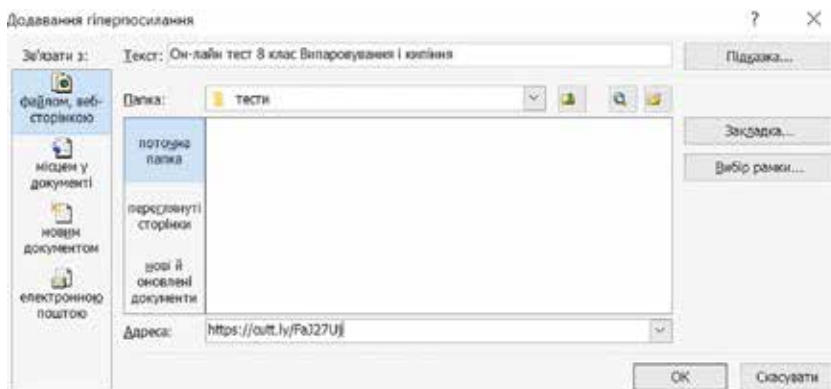 Додавання гіперпосилання
Зв'язати з:
Текст: Он-лайн тест 8 клас Випаровування і кипіння
Підказка...
файлом, веб-
сторінкою
Папка:
тести
місцем у
документі
новим
документом
електронною
поштою
поточна
папка
переглянуті
сторінки
нові й
оновлені
документи
Закладка...
Вибір рамки...
Адреса:
https://cutt.ly/FaJ27Uj
ОК
Скасувати